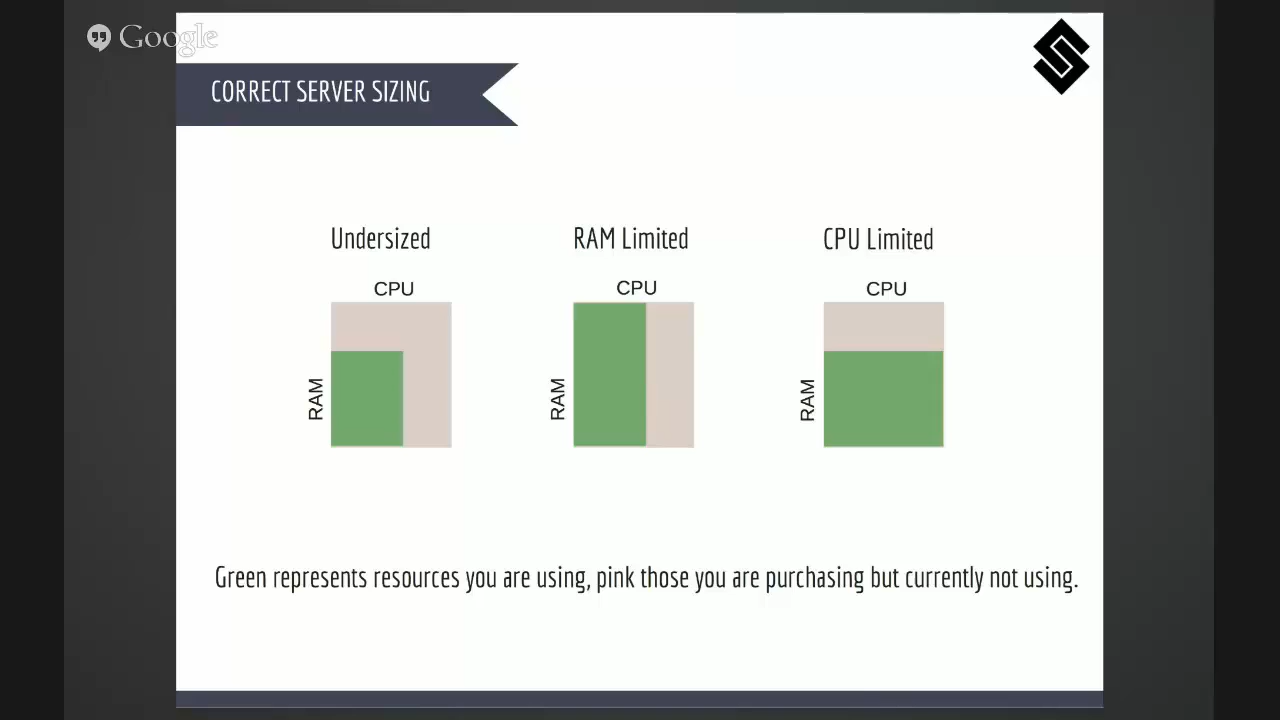 Google
CORRECT SERVER SIZING
Undersized
RAM Limited
CPU Limited
CPU
CPU
CPU
RAM
RAM
RAM
Green represents resources you are using, pink those you are purchasing but currently not using.